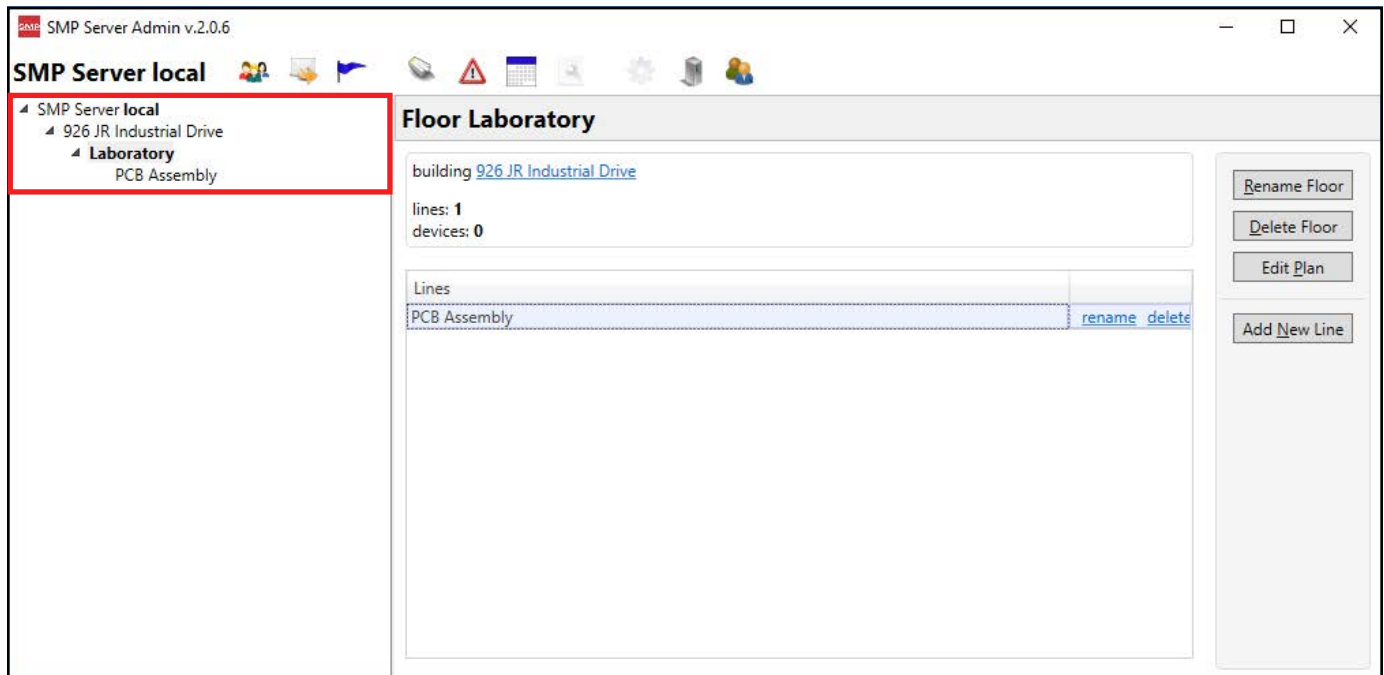 SMP SMP Server Admin v.2.0.6
SMP Server local
SMP Server local
926 JR Industrial Drive
Laboratory
PCB Assembly
Floor Laboratory
building 926 JR Industrial Drive
lines: 1
devices: 0
Lines
PCB Assembly rename delete
Rename Floor
Delete Floor
Edit Plan
Add New Line